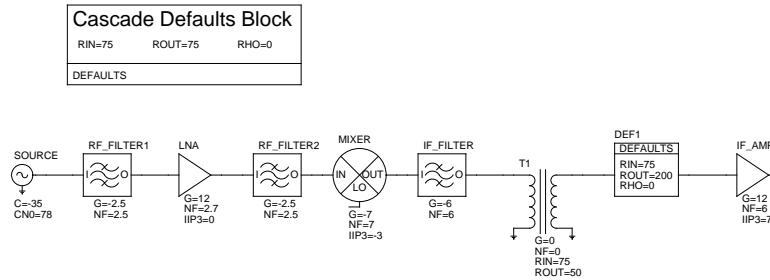 Cascade Defaults Block
RIN=75 ROUT=75 RHO=0
DEFAULTS
SOURCE
C=-35
CN0=78
RF_FILTER1
I O
G=-2.5
NF=2.5
LNA
G=12
NF=2.7
IIP3=0
RF_FILTER2
I O
G=-2.5
NF=2.5
MIXER
IN OUT
LO
G=-7
NF=7
IIP3=-3
IF_FILTER
I O
G=-6
NF=6
T1
G=0
NF=0
RIN=75
ROUT=50
DEF1
DEFAULTS
RIN=75
ROUT=200
RHO=0
IF_AMP
G=12
NF=6
IIP3=7